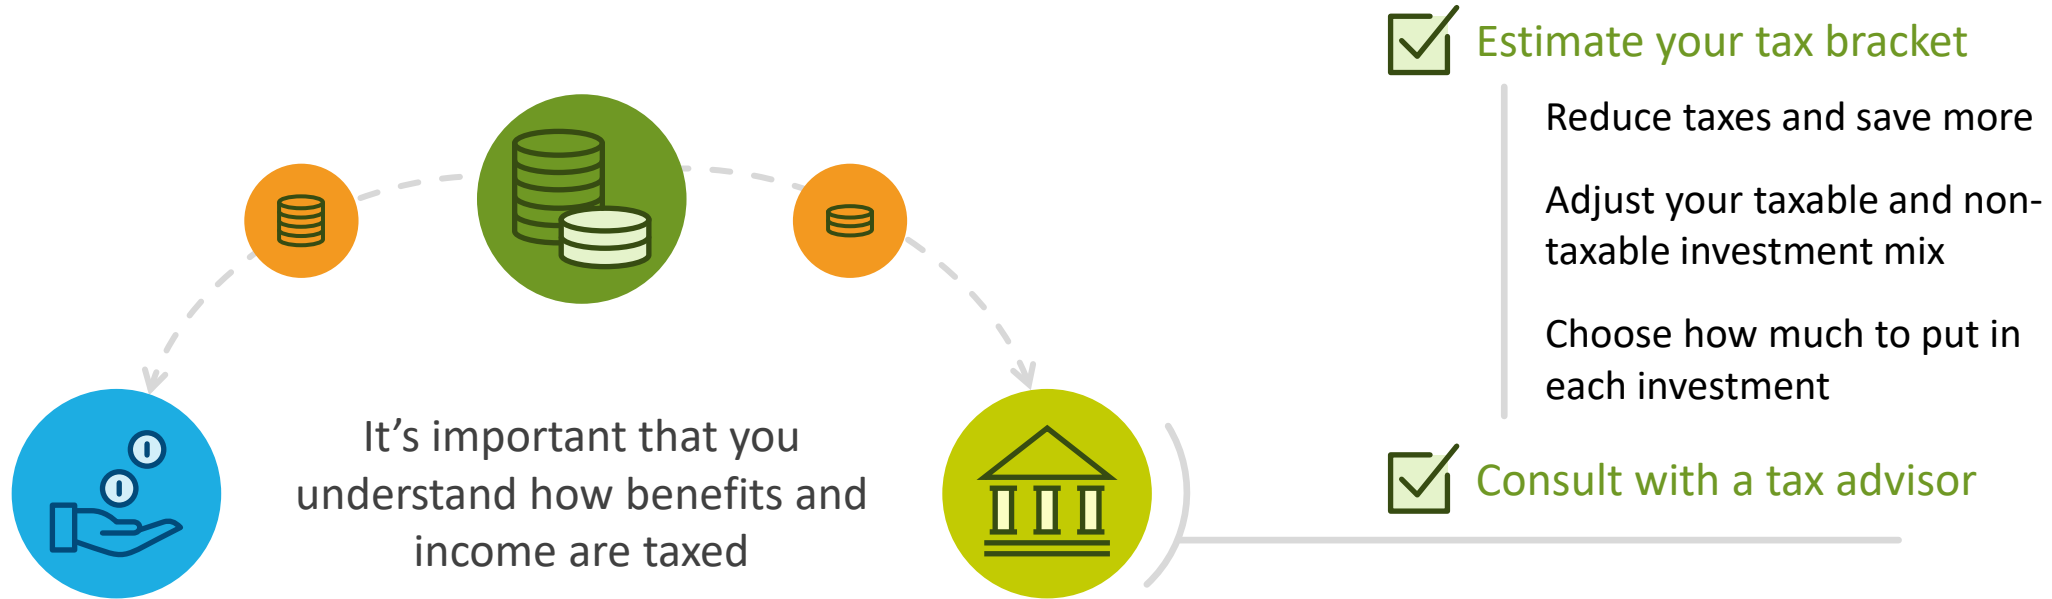 It’s important that you
understand how benefits and
income are taxed
Estimate your tax bracket
Reduce taxes and save more
Adjust your taxable and non-
taxable investment mix
Choose how much to put in
each investment
Consult with a tax advisor